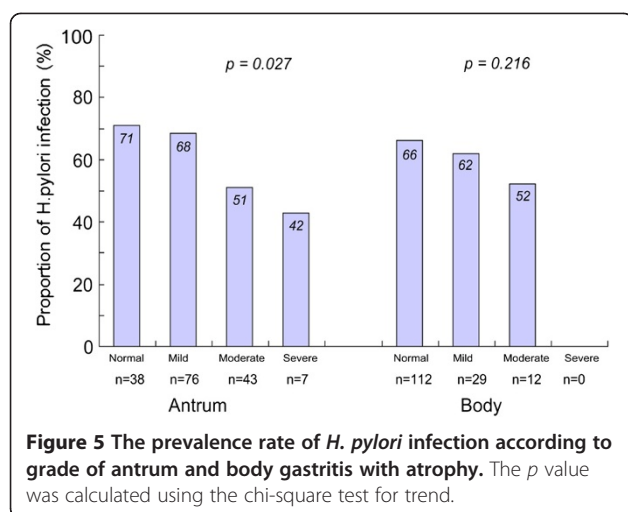 Proportion of H.pylori infection (%)
100
80
60
40
20
0
p = 0.027
p = 0.216
71
68
51
42
66
62
52
Normal Mild Moderate Severe Normal Mild Moderate Severe
n=38 n=76 n=43 n=7 n=112 n=29 n=12 n=0
Antrum Body
Figure 5 The prevalence rate of H. pylori infection according to
grade of antrum and body gastritis with atrophy. The p value
was calculated using the chi-square test for trend.